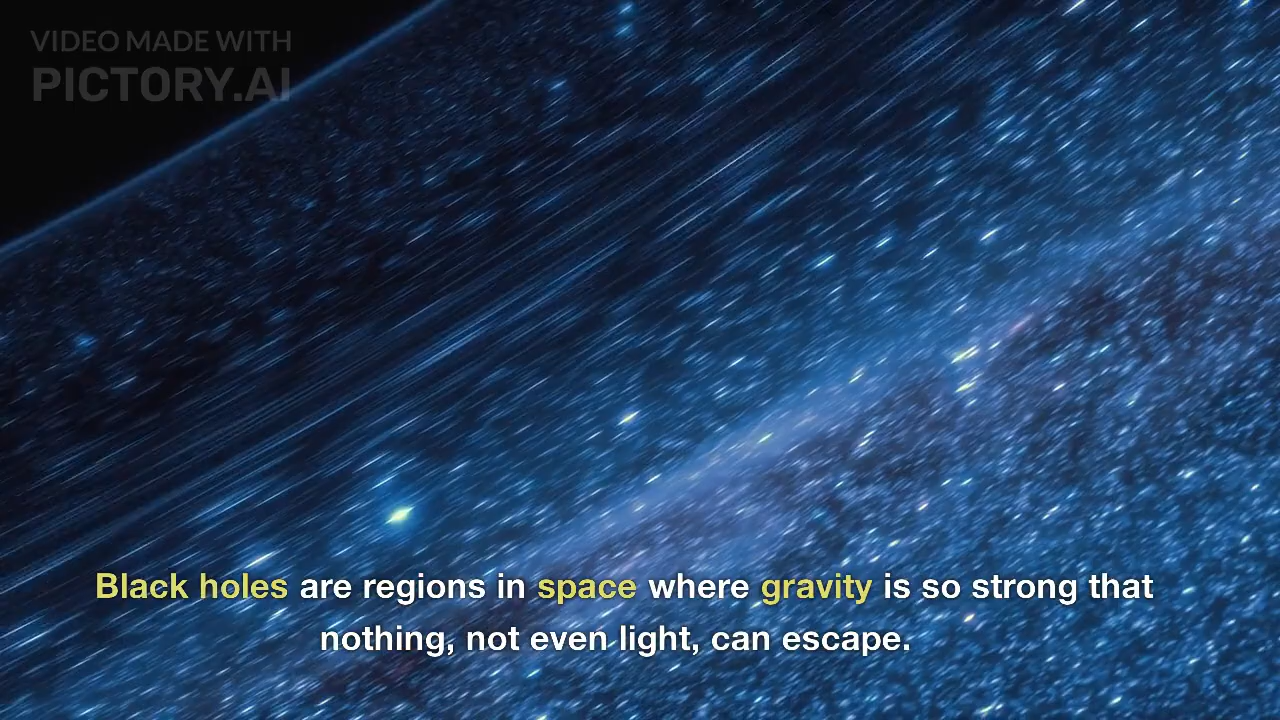 VIDEO MADE WITH
PICTORY.AI
Black holes are regions in space where gravity is so strong that
nothing, not even light, can escape.